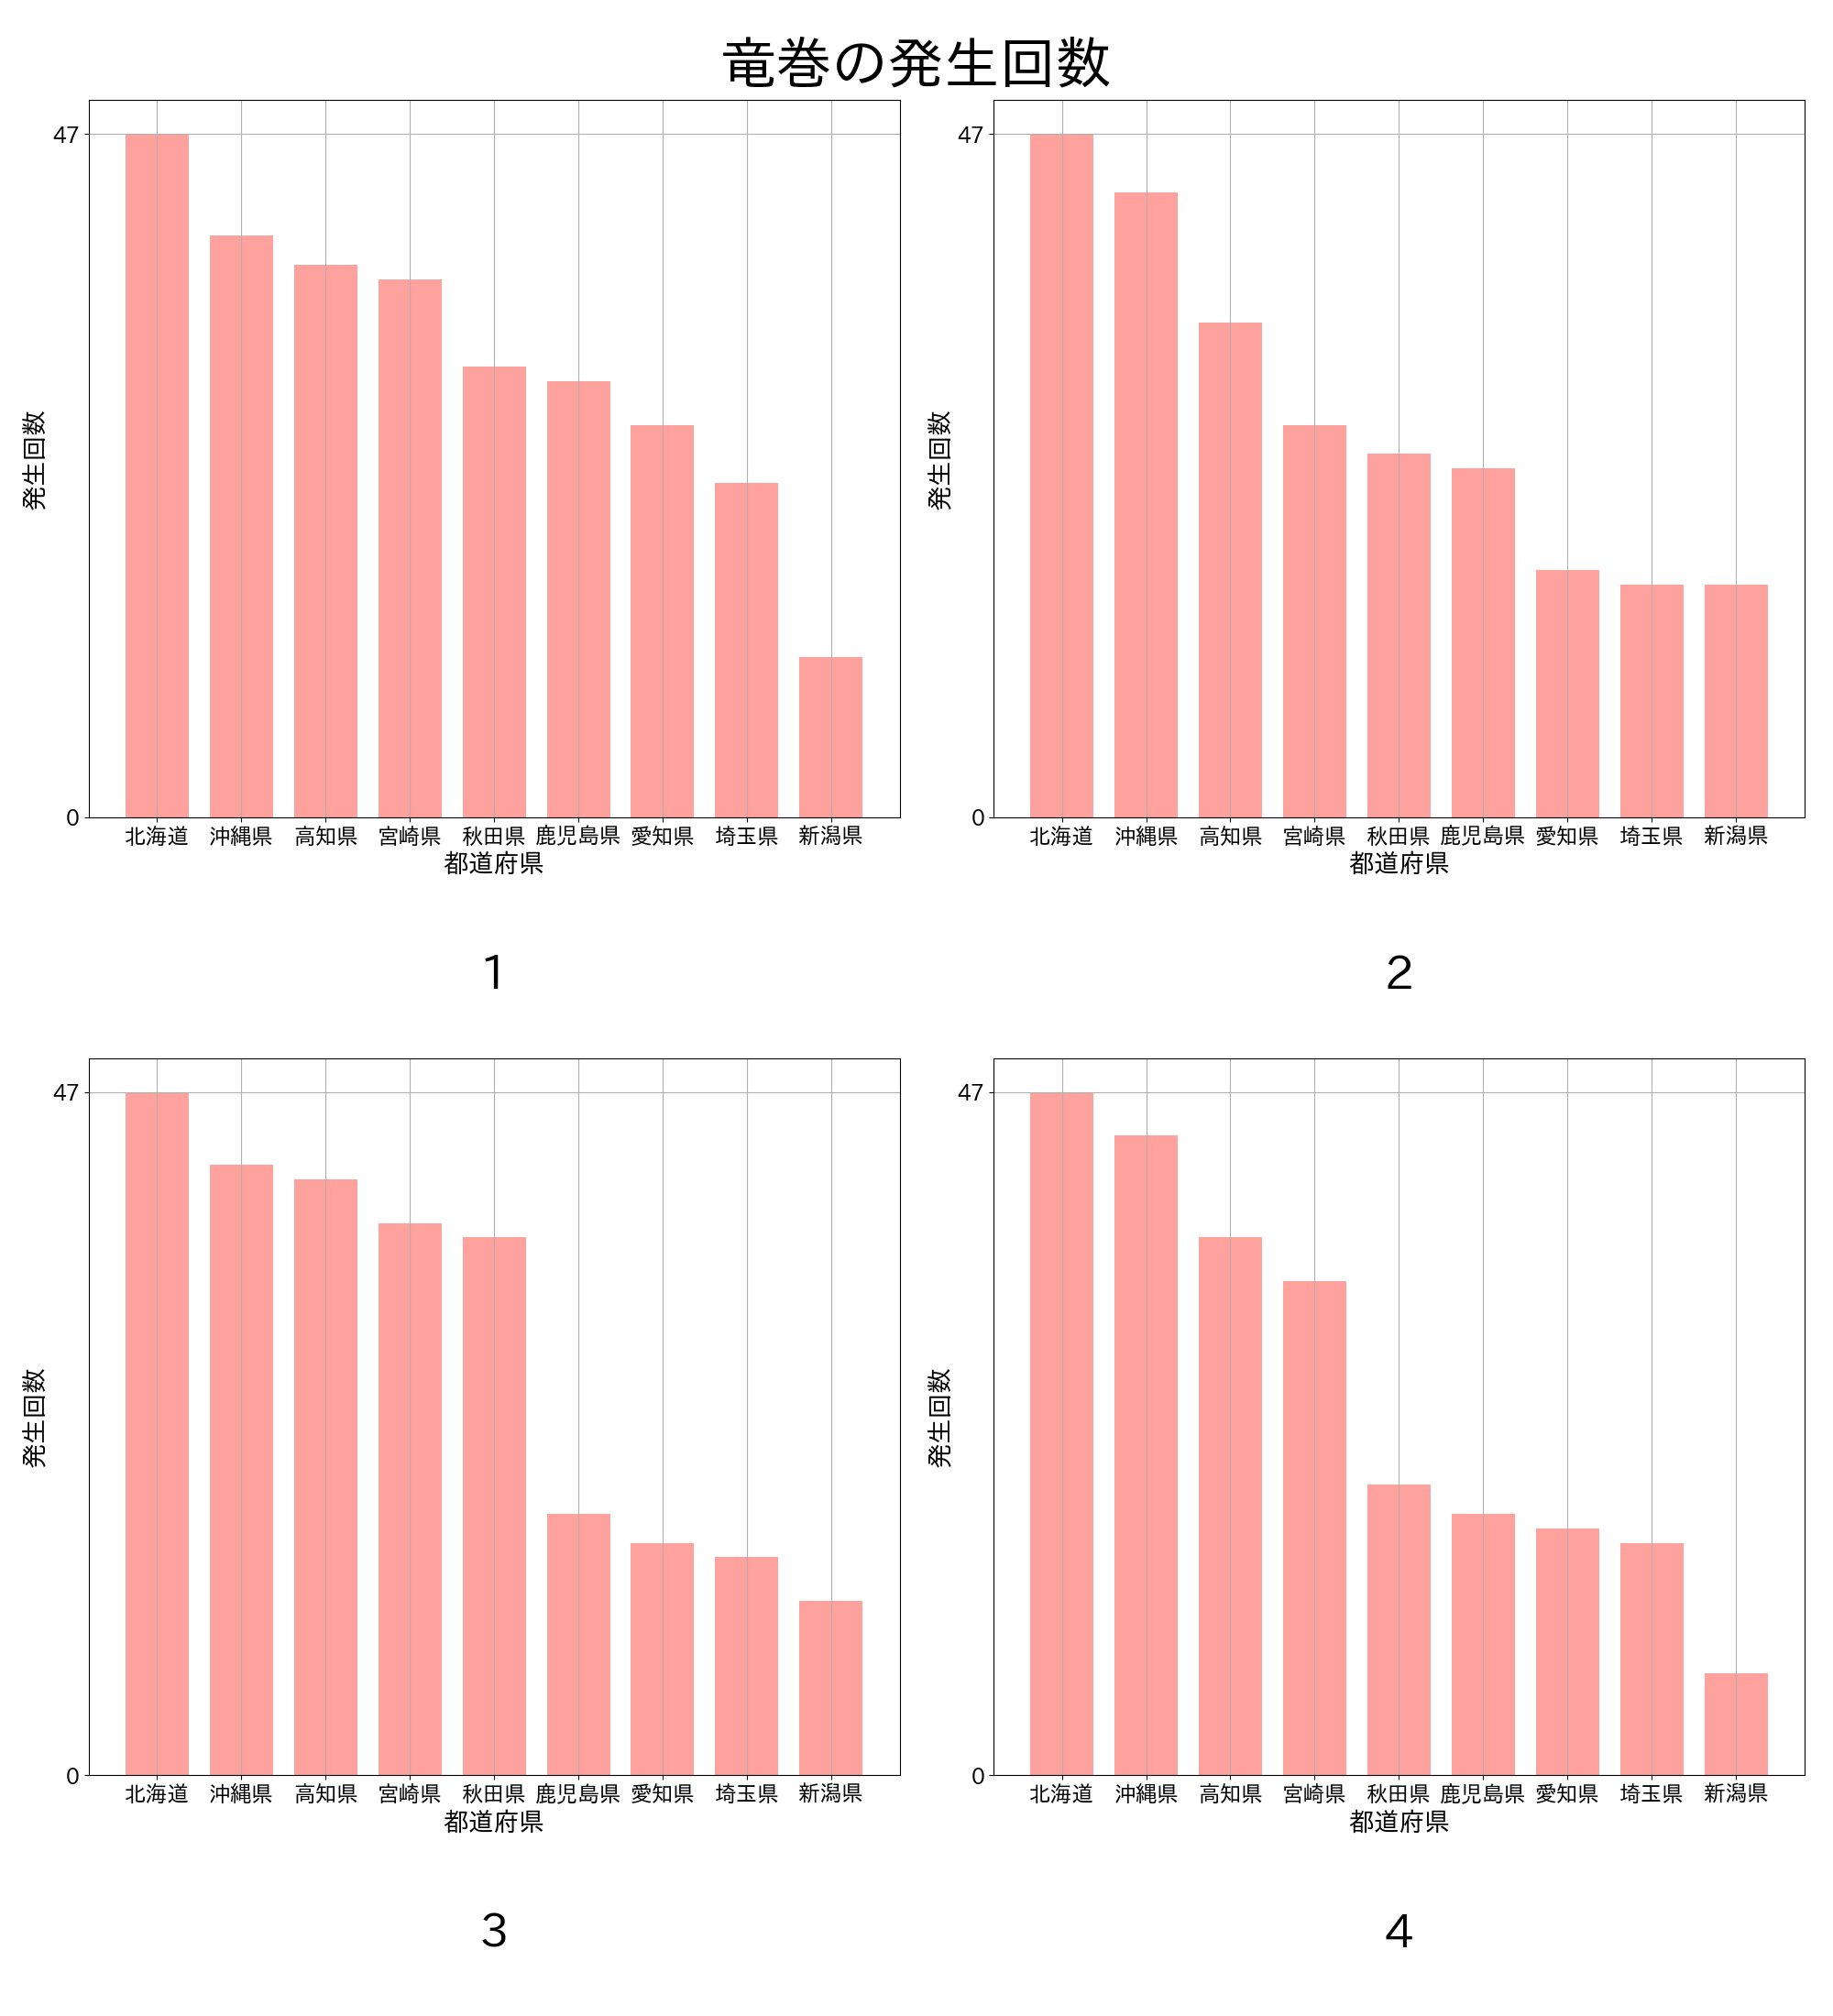 竜巻の発生回数
47
0
発生回数
北海道 沖縄県 高知県 宮崎県 秋田県 鹿児島県 愛知県 埼玉県 新潟県
都道府県
1
47
0
発生回数
北海道 沖縄県 高知県 宮崎県 秋田県 鹿児島県 愛知県 埼玉県 新潟県
都道府県
2
47
0
発生回数
北海道 沖縄県 高知県 宮崎県 秋田県 鹿児島県 愛知県 埼玉県 新潟県
都道府県
3
47
0
発生回数
北海道 沖縄県 高知県 宮崎県 秋田県 鹿児島県 愛知県 埼玉県 新潟県
都道府県
4